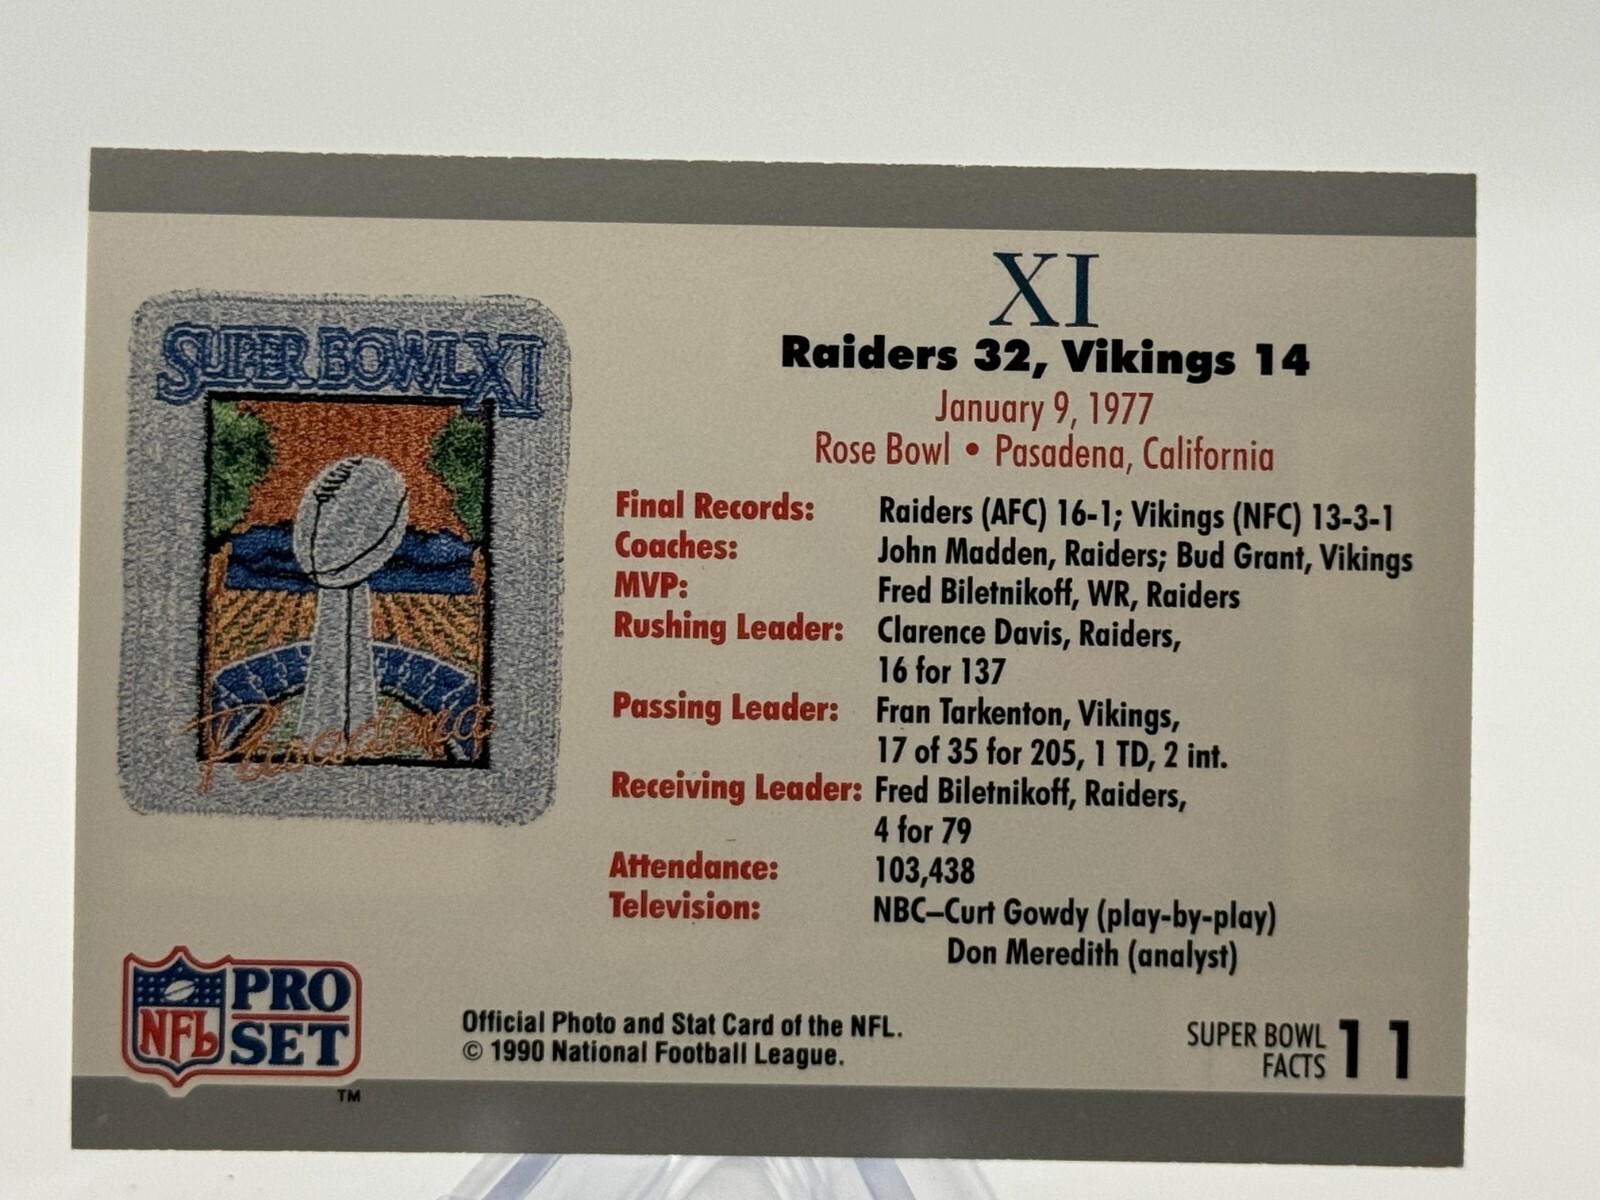 SUPER BOWL XI
Pasadena
XI
Raiders 32, Vikings 14
January 9, 1977
Rose Bowl • Pasadena, California
Final Records: Raiders (AFC) 16-1; Vikings (NFC) 13-3-1
Coaches: John Madden, Raiders; Bud Grant, Vikings
MVP: Fred Biletnikoff, WR, Raiders
Rushing Leader: Clarence Davis, Raiders,
16 for 137
Passing Leader: Fran Tarkenton, Vikings,
17 of 35 for 205, 1 TD, 2 int.
Receiving Leader: Fred Biletnikoff, Raiders,
4 for 79
Attendance: 103,438
Television: NBC–Curt Gowdy (play-by-play)
Don Meredith (analyst)
NFL PRO SET
TM
Official Photo and Stat Card of the NFL.
© 1990 National Football League.
SUPER BOWL
FACTS 11